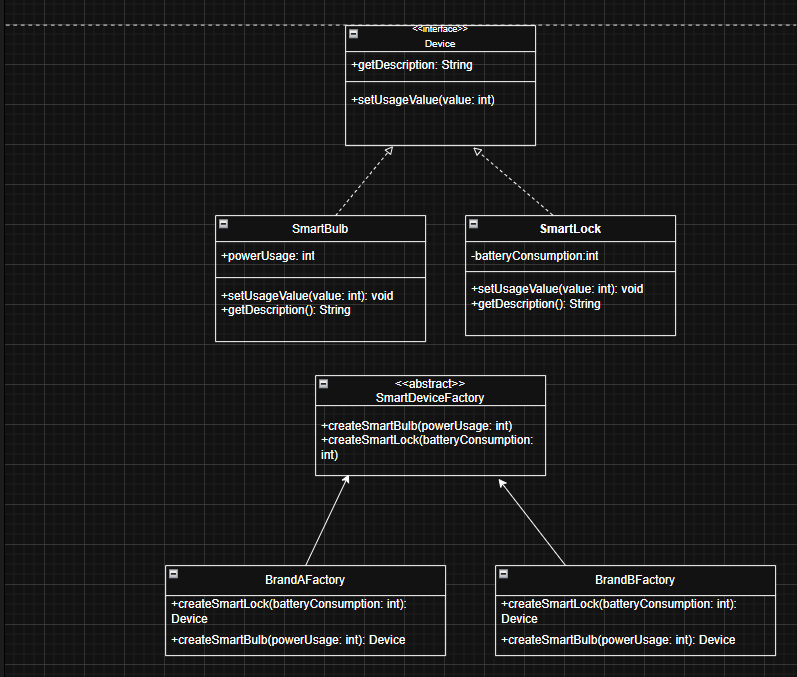 <<interface>>
Device
+getDescription: String
+setUsageValue(value: int)
SmartBulb
+powerUsage: int
+setUsageValue(value: int): void
+getDescription(): String
SmartLock
-batteryConsumption:int
+setUsageValue(value: int): void
+getDescription(): String
<<abstract>>
SmartDeviceFactory
+createSmartBulb(powerUsage: int)
+createSmartLock(batteryConsumption:
int)
BrandAFactory
+createSmartLock(batteryConsumption: int):
Device
+createSmartBulb(powerUsage: int): Device
BrandBFactory
+createSmartLock(batteryConsumption: int):
Device
+createSmartBulb(powerUsage: int): Device